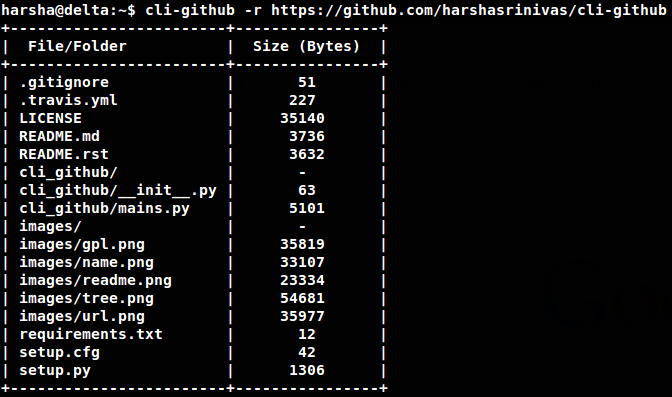 harsha@delta:~$ cli-github -r https://github.com/harshasrinivas/cli-github
+------------------------+----------------+
|  File/Folder           |  Size (Bytes)  |
+------------------------+----------------+
| .gitignore             |       51       |
| .travis.yml            |      227       |
| LICENSE                |     35140      |
| README.md              |      3736      |
| README.rst             |      3632      |
| cli_github/            |       -        |
| cli_github/__init__.py |       63       |
| cli_github/mains.py    |      5101      |
| images/                |       -        |
| images/gpl.png         |     35819      |
| images/name.png        |     33107      |
| images/readme.png      |     23334      |
| images/tree.png        |     54681      |
| images/url.png         |     35977      |
| requirements.txt       |       12       |
| setup.cfg              |       42       |
| setup.py               |      1306      |
+------------------------+----------------+